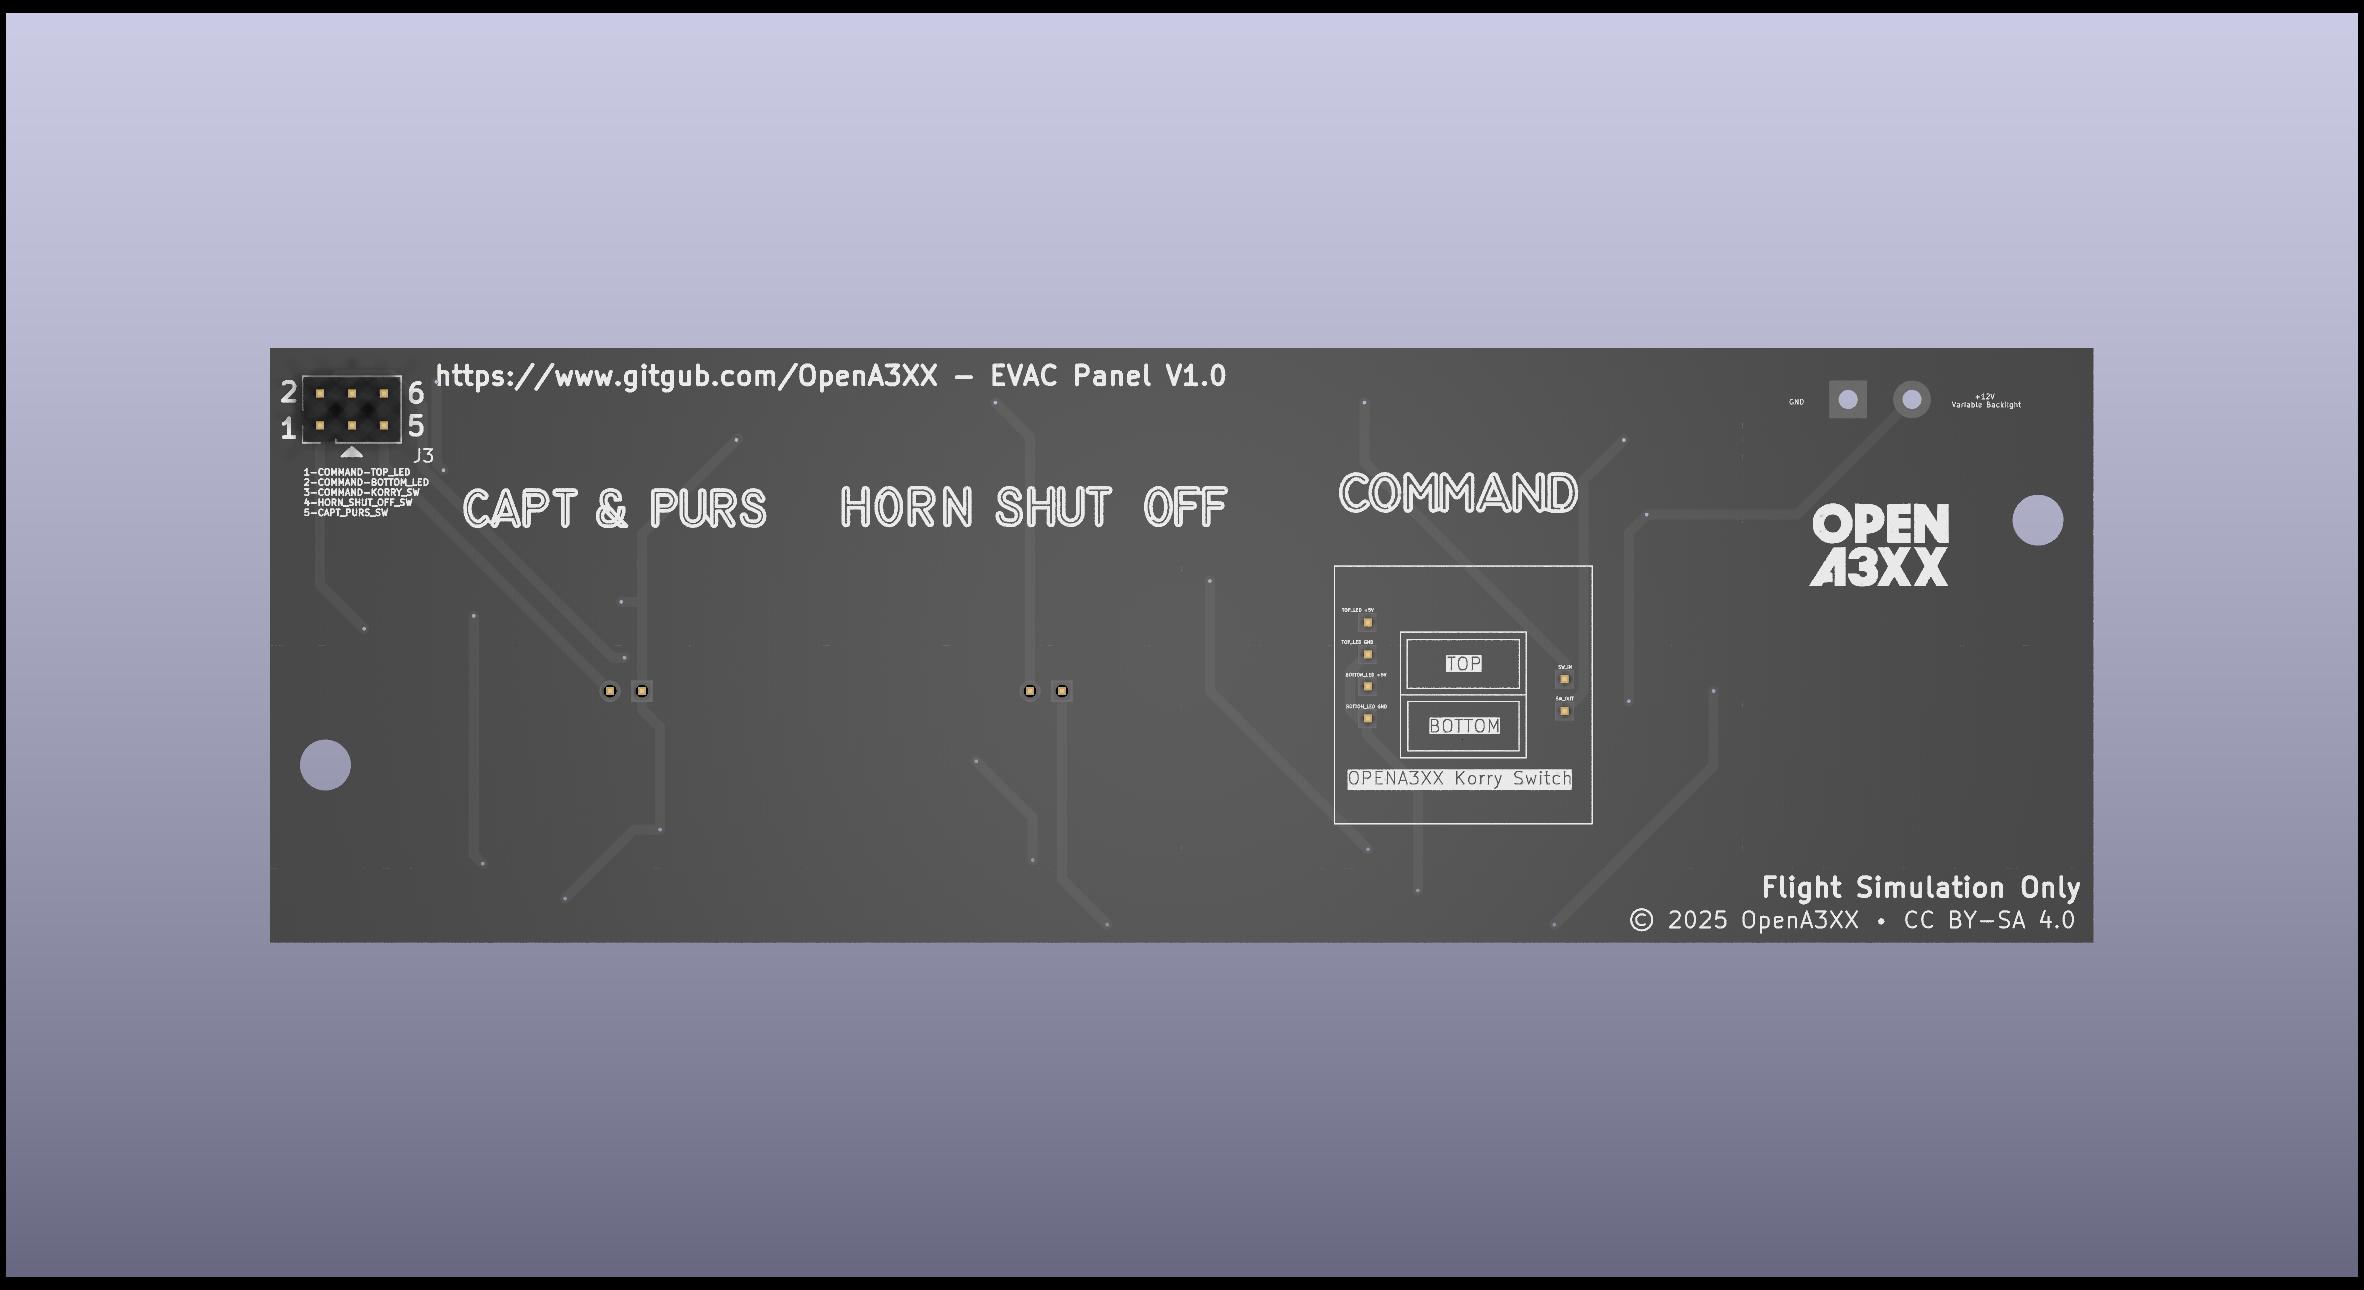 https://www.gitgub.com/OpenA3XX – EVAC Panel V1.0
2 6
1 5
J3
1-COMMAND-TOP_LED
2-COMMAND-BOTTOM_LED
3-COMMAND-KORRY_SW
4-HORN_SHUT_OFF_SW
5-CAPT_PURS_SW
GND
+12V
Variable Backlight
CAPT & PURS
HORN SHUT OFF
COMMAND
OPEN
A3XX
TOP_LED +5V
TOP_LED GND
BOTTOM_LED +5V
BOTTOM_LED GND
TOP
BOTTOM
SW_IN
SW_OUT
OPENA3XX Korry Switch
Flight Simulation Only
© 2025 OpenA3XX • CC BY-SA 4.0